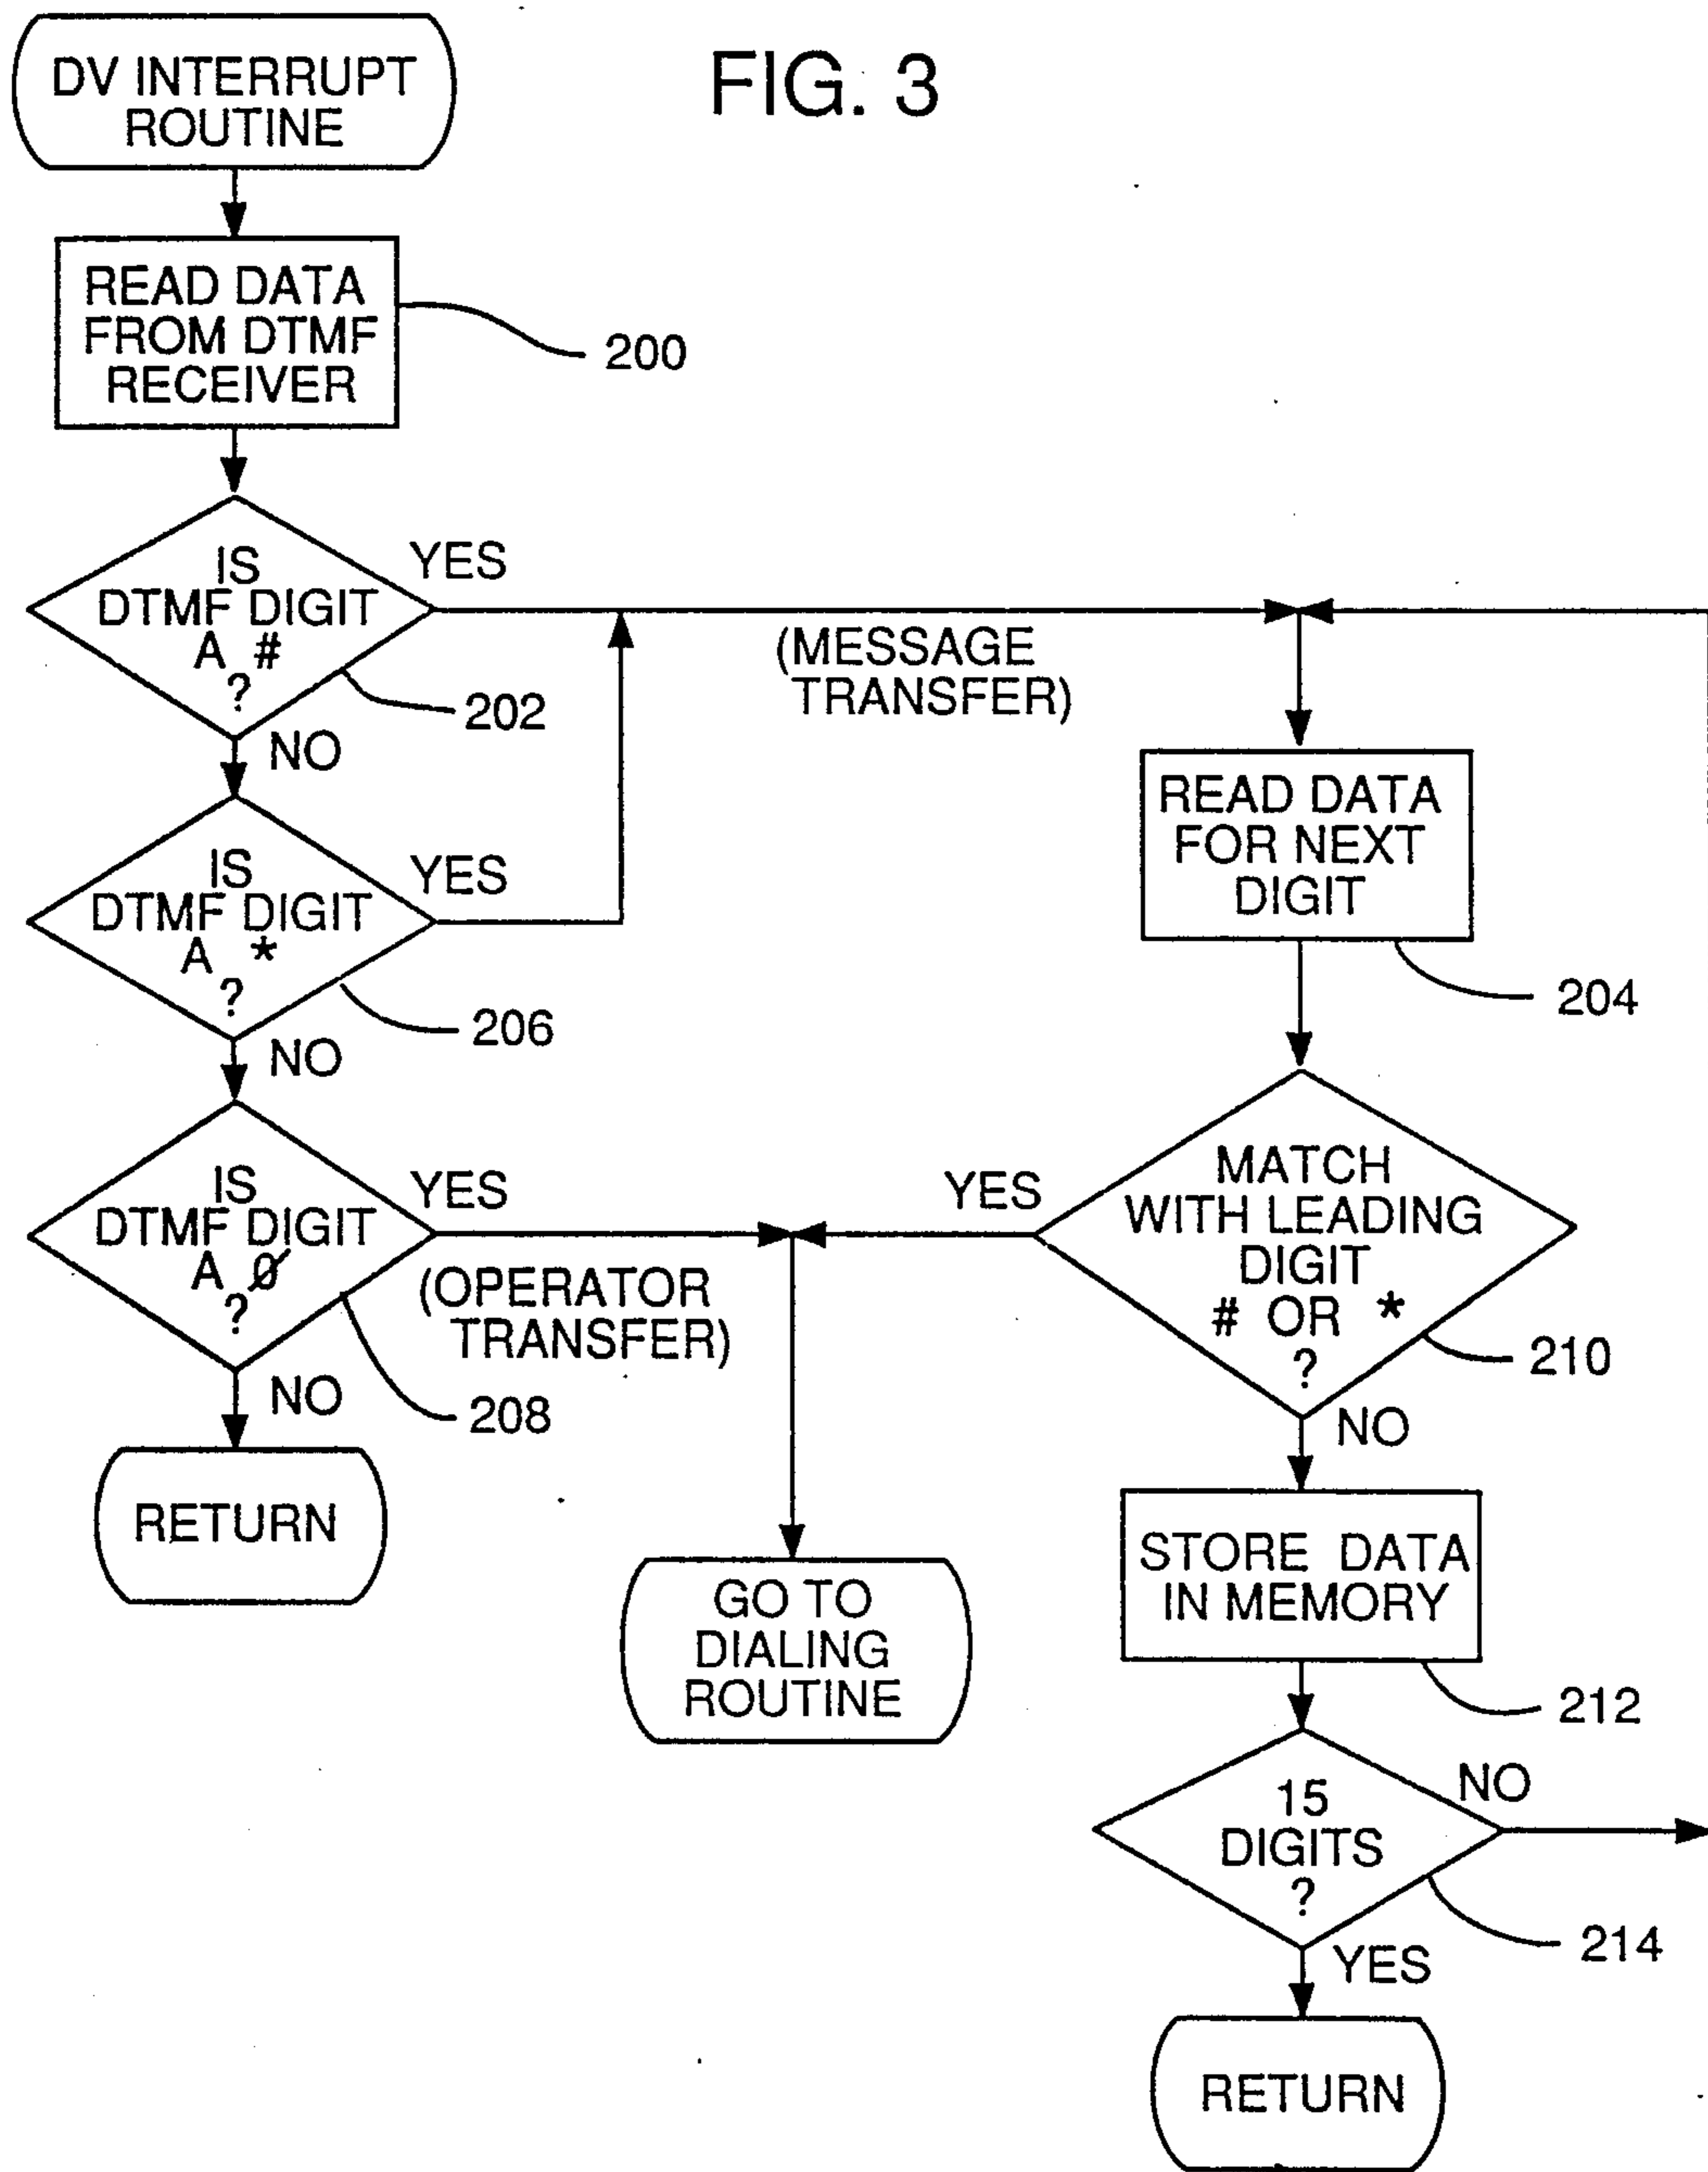 FIG. 3
DV INTERRUPT
ROUTINE
READ DATA
FROM DTMF
RECEIVER
200
IS
DTMF DIGIT
A #
?
YES
202
NO
(MESSAGE
TRANSFER)
IS
DTMF DIGIT
A *
?
YES
206
NO
IS
DTMF DIGIT
A Ø
?
YES
(OPERATOR
TRANSFER)
208
NO
RETURN
GO TO
DIALING
ROUTINE
READ DATA
FOR NEXT
DIGIT
204
MATCH
WITH LEADING
DIGIT
# OR *
?
YES
210
NO
STORE DATA
IN MEMORY
212
15
DIGITS
?
NO
214
YES
RETURN